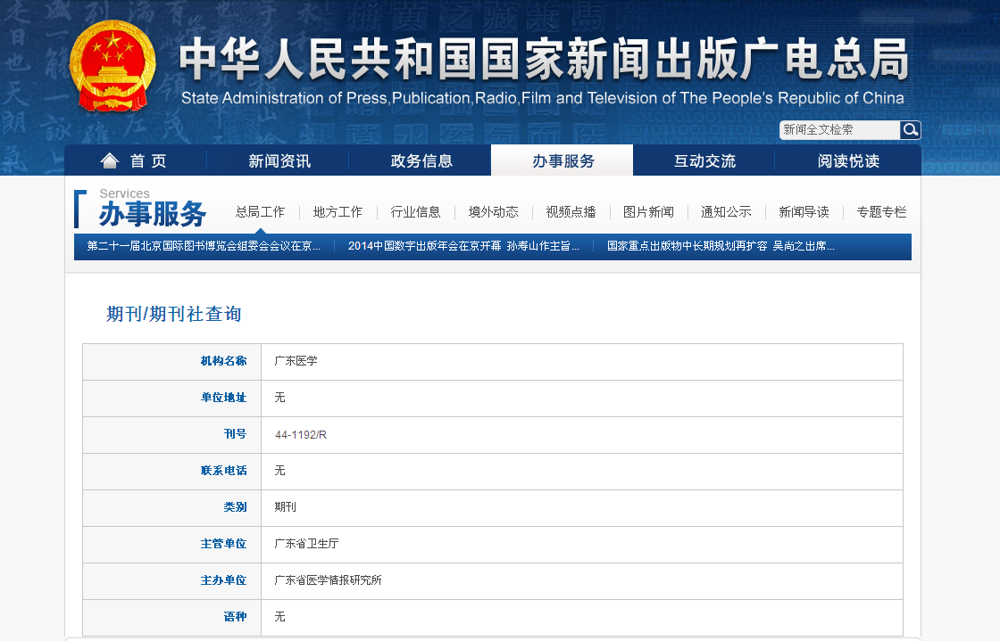 中华人民共和国国家新闻出版广电总局
State Administration of Press,Publication,Radio,Film and Television of The People's Republic of China
新闻全文检索
首 页 新闻资讯 政务信息 办事服务 互动交流 阅读悦读
Services
办事服务 总局工作 地方工作 行业信息 境外动态 视频点播 图片新闻 通知公示 新闻导读 专题专栏
第二十一届北京国际图书博览会组委会会议在京... 2014中国数字出版年会在京开幕 孙寿山作主旨... 国家重点出版物中长期规划再扩容 吴尚之出席...
期刊/期刊社查询
机构名称 广东医学
单位地址 无
刊号 44-1192/R
联系电话 无
类别 期刊
主管单位 广东省卫生厅
主办单位 广东省医学情报研究所
语种 无